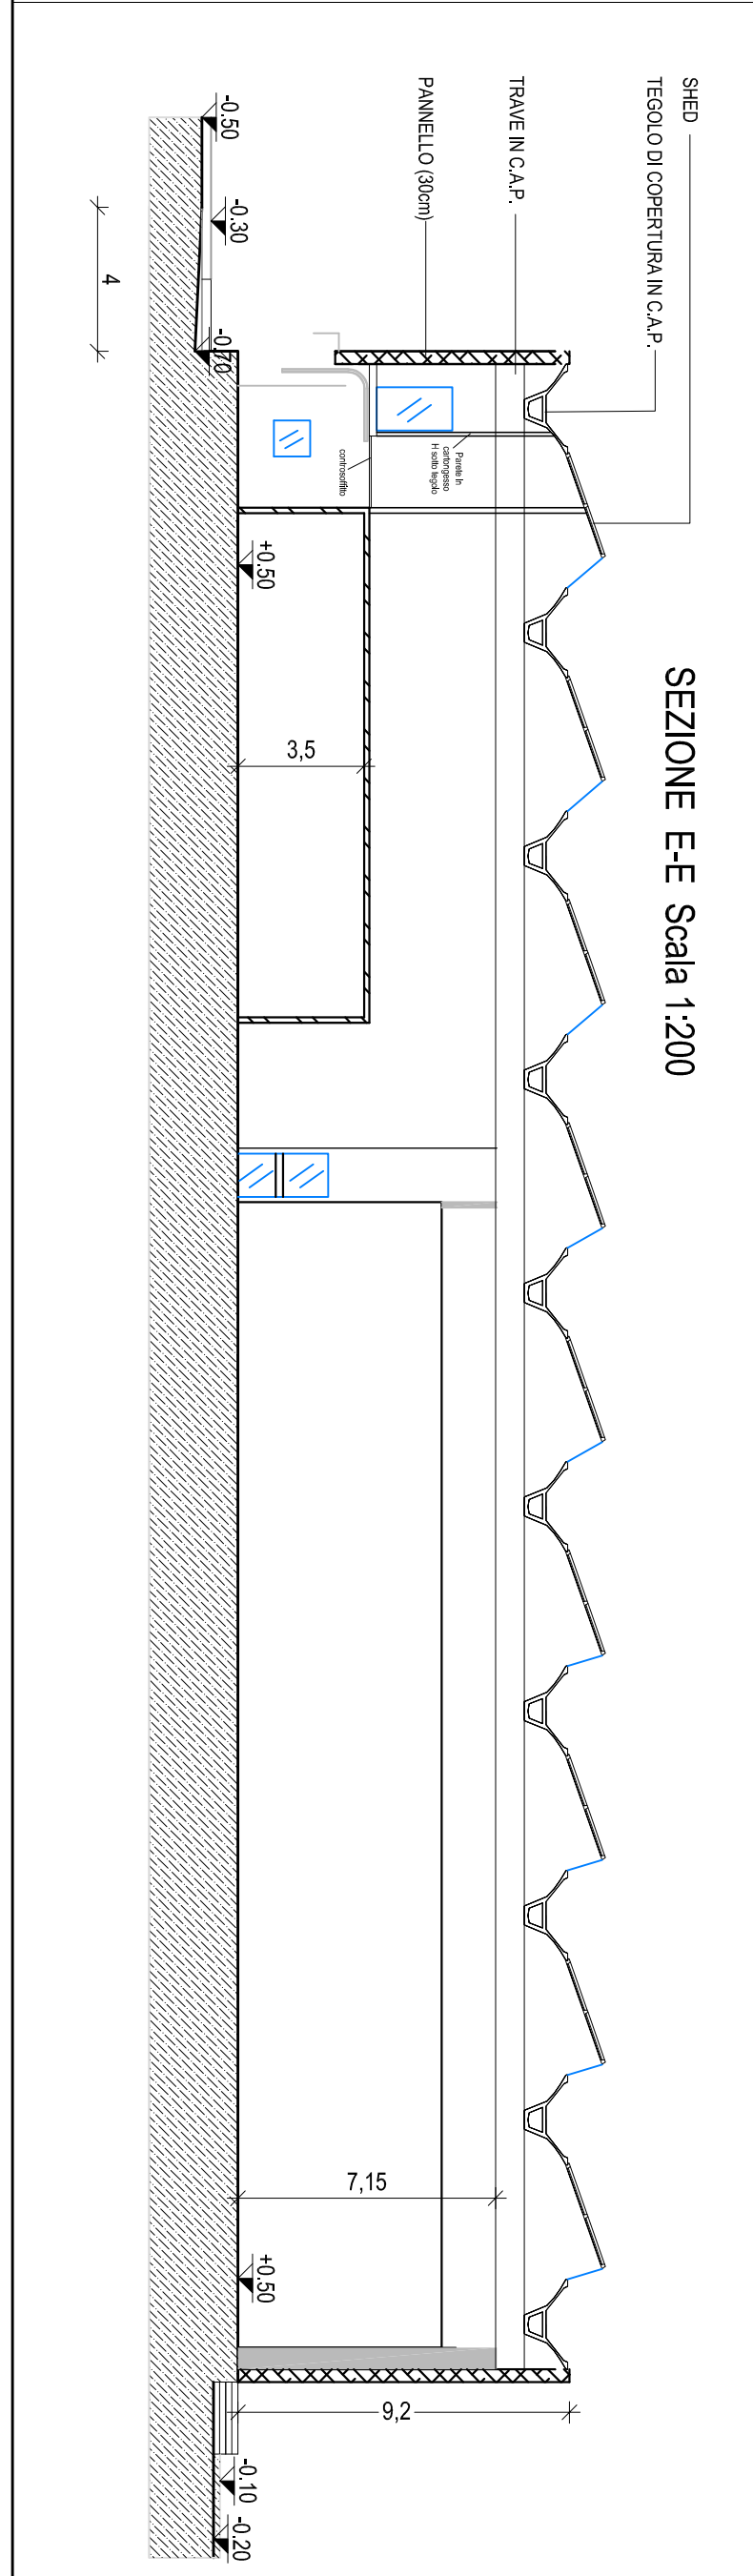 SEZIONE E-E Scala 1:200
SHED
TEGOLO DI COPERTURA IN C.A.P.
TRAVE IN C.A.P.
PANNELLO (30cm)
Parete in
cartongesso
H sotto tegolo
controsoffitto
-0.50
-0.30
-0.70
4
+0.50
3,5
7,15
+0.50
9,2
-0.10
-0.20